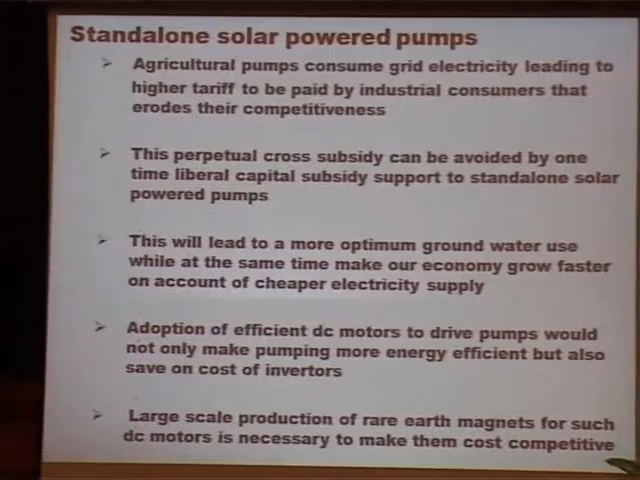 Standalone solar powered pumps
➢ Agricultural pumps consume grid electricity leading to
higher tariff to be paid by industrial consumers that
erodes their competitiveness
➢ This perpetual cross subsidy can be avoided by one
time liberal capital subsidy support to standalone solar
powered pumps
➢ This will lead to a more optimum ground water use
while at the same time make our economy grow faster
on account of cheaper electricity supply
➢ Adoption of efficient dc motors to drive pumps would
not only make pumping more energy efficient but also
save on cost of invertors
➢ Large scale production of rare earth magnets for such
dc motors is necessary to make them cost competitive